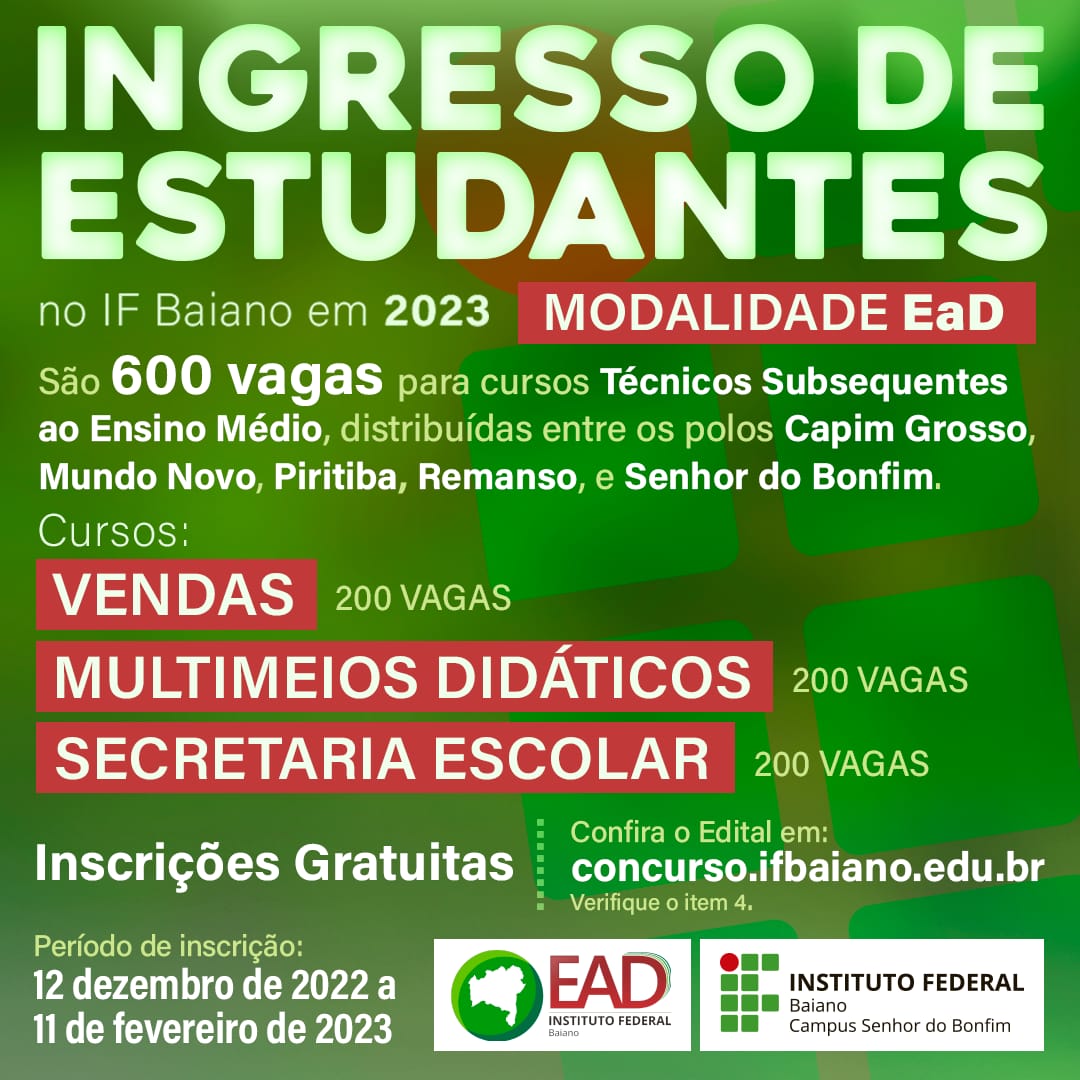 INGRESSO DE
ESTUDANTES
no IF Baiano em 2023 MODALIDADE EaD
São 600 vagas para cursos Técnicos Subsequentes
ao Ensino Médio, distribuídas entre os polos Capim Grosso,
Mundo Novo, Piritiba, Remanso, e Senhor do Bonfim.
Cursos:
VENDAS 200 VAGAS
MULTIMEIOS DIDÁTICOS 200 VAGAS
SECRETARIA ESCOLAR 200 VAGAS
Inscrições Gratuitas
Confira o Edital em:
concurso.ifbaiano.edu.br
Verifique o item 4.
Período de inscrição:
12 dezembro de 2022 a
11 de fevereiro de 2023
EAD
INSTITUTO FEDERAL
Baiano
INSTITUTO FEDERAL
Baiano
Campus Senhor do Bonfim